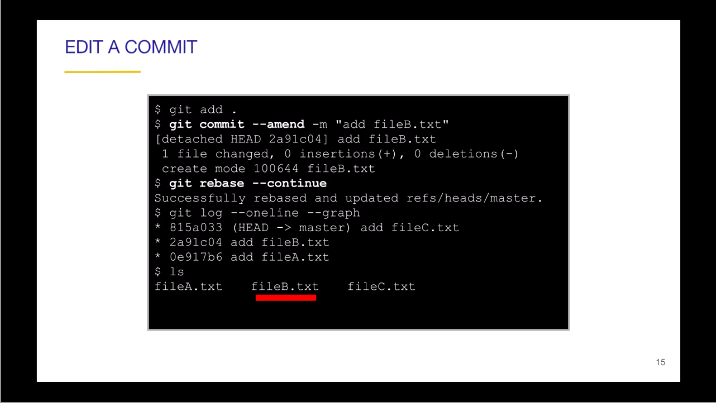 EDIT A COMMIT
$ git add .
$ git commit --amend -m "add fileB.txt"
[detached HEAD 2a91c04] add fileB.txt
1 file changed, 0 insertions(+), 0 deletions(-)
create mode 100644 fileB.txt
$ git rebase --continue
Successfully rebased and updated refs/heads/master.
$ git log --oneline --graph
* 815a033 (HEAD -> master) add fileC.txt
* 2a91c04 add fileB.txt
* 0e917b6 add fileA.txt
$ ls
fileA.txt fileB.txt fileC.txt
15